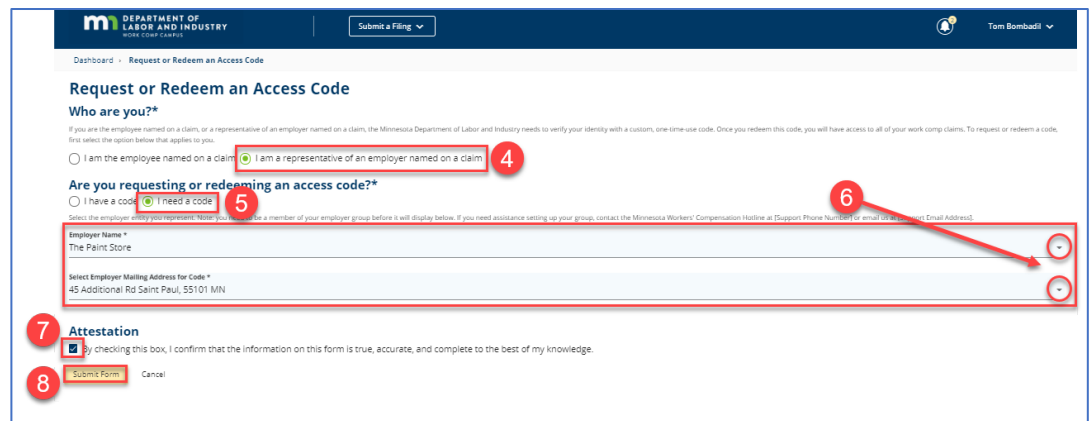 DEPARTMENT OF
LABOR AND INDUSTRY
WORK COMP CAMPUS
Submit a Filing
2
Tom Bombadil
Dashboard › Request or Redeem an Access Code
Request or Redeem an Access Code
Who are you?*
If you are the employee named on a claim, or a representative of an employer named on a claim, the Minnesota Department of Labor and Industry needs to verify your identity with a custom, one-time-use code. Once you redeem this code, you will have access to all of your work comp claims. To request or redeem a code,
first select the option below that applies to you.
I am the employee named on a claim I am a representative of an employer named on a claim
4
Are you requesting or redeeming an access code?*
I have a code I need a code
5
6
Select the employer entity you represent. Note: you need to be a member of your employer group before it will display below. If you need assistance setting up your group, contact the Minnesota Workers' Compensation Hotline at [Support Phone Number] or email us at [Support Email Address].
Employer Name *
The Paint Store
Select Employer Mailing Address for Code *
45 Additional Rd Saint Paul, 55101 MN
7
Attestation
By checking this box, I confirm that the information on this form is true, accurate, and complete to the best of my knowledge.
8
Submit Form Cancel